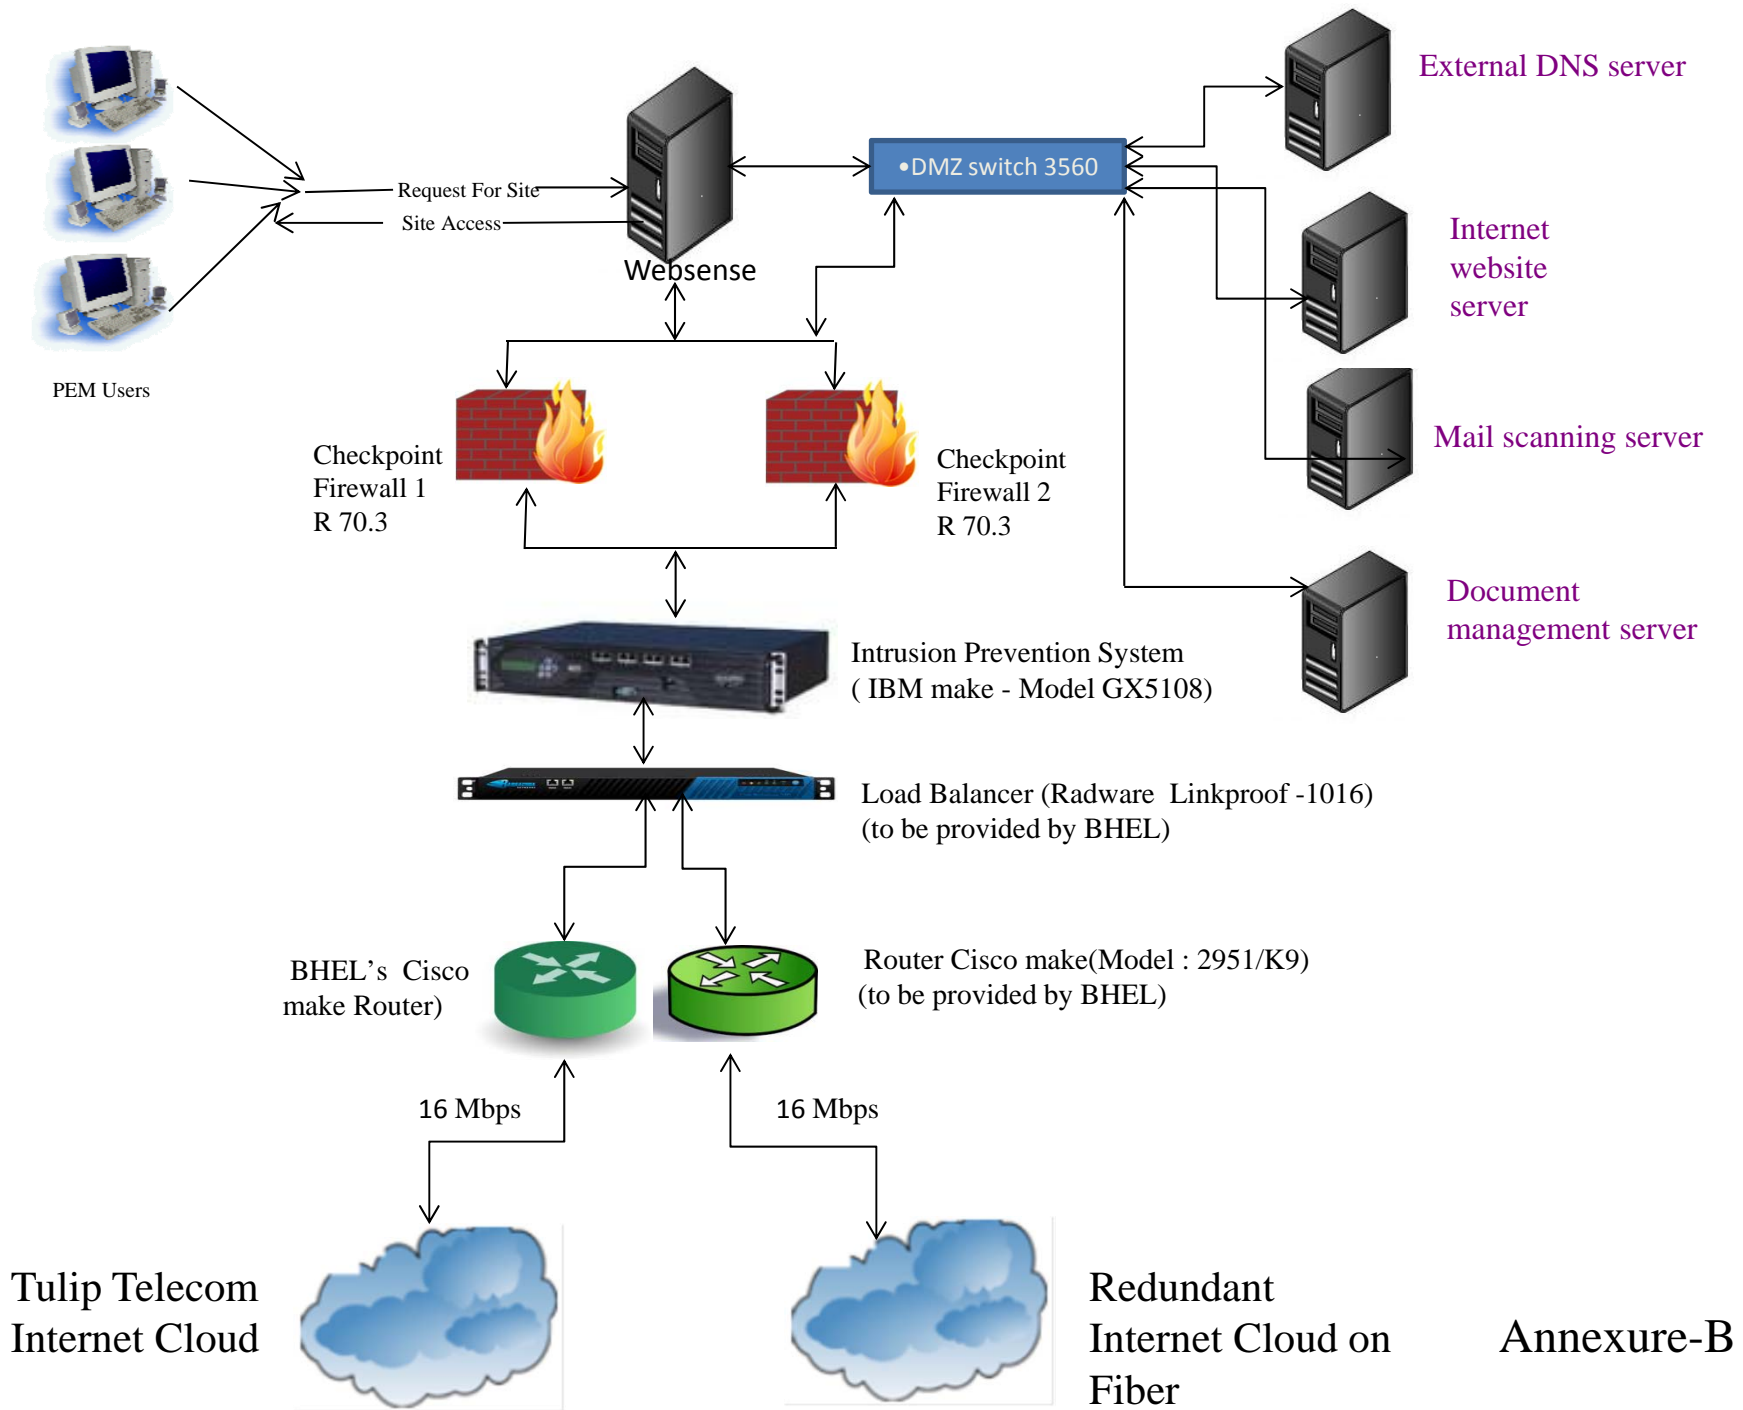 External DNS server
•DMZ switch 3560
Request For Site
Site Access
Websense
Internet
website
server
PEM Users
Mail scanning server
Checkpoint
Firewall 1
R 70.3
Checkpoint
Firewall 2
R 70.3
Document
management server
Intrusion Prevention System
( IBM make - Model GX5108)
Load Balancer (Radware Linkproof -1016)
(to be provided by BHEL)
BHEL’s Cisco
make Router)
Router Cisco make(Model : 2951/K9)
(to be provided by BHEL)
16 Mbps
16 Mbps
Tulip Telecom
Internet Cloud
Redundant
Internet Cloud on
Fiber
Annexure-B